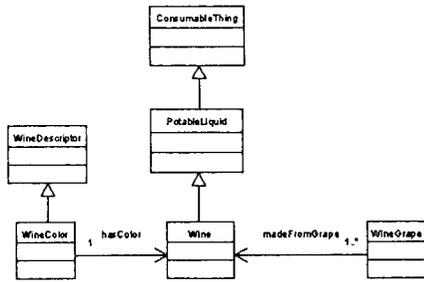 ConsumableThing
PotableLiquid
WineDescriptor
WineColor
1
hasColor
Wine
madeFromGrape
1..*
WineGrape